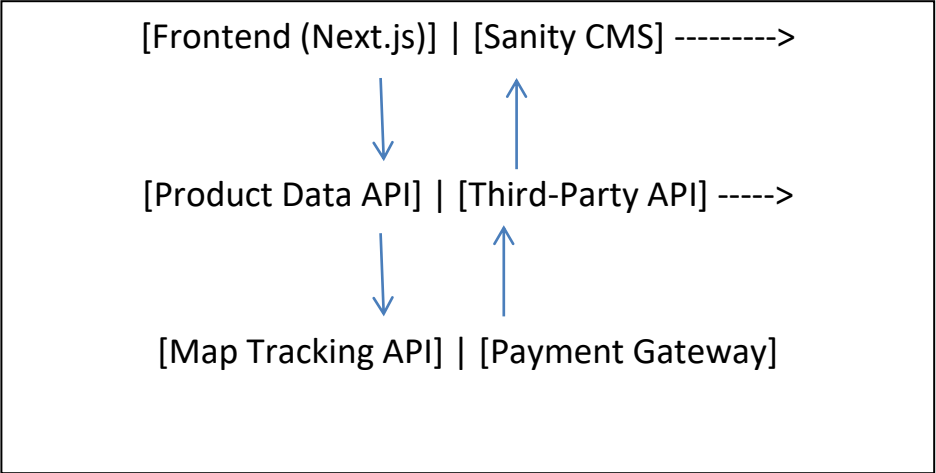 [Frontend (Next.js)] | [Sanity CMS] --------->
[Product Data API] | [Third-Party API] ----->
[Map Tracking API] | [Payment Gateway]